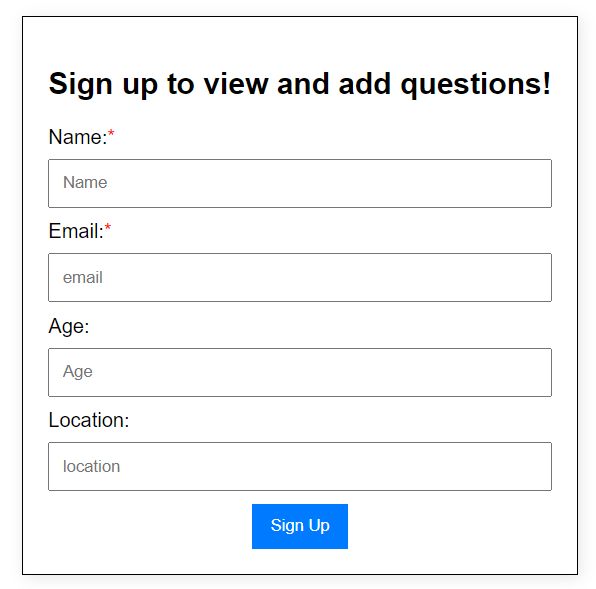 Sign up to view and add questions!
Name:*
Name
Email:*
email
Age:
Age
Location:
location
Sign Up